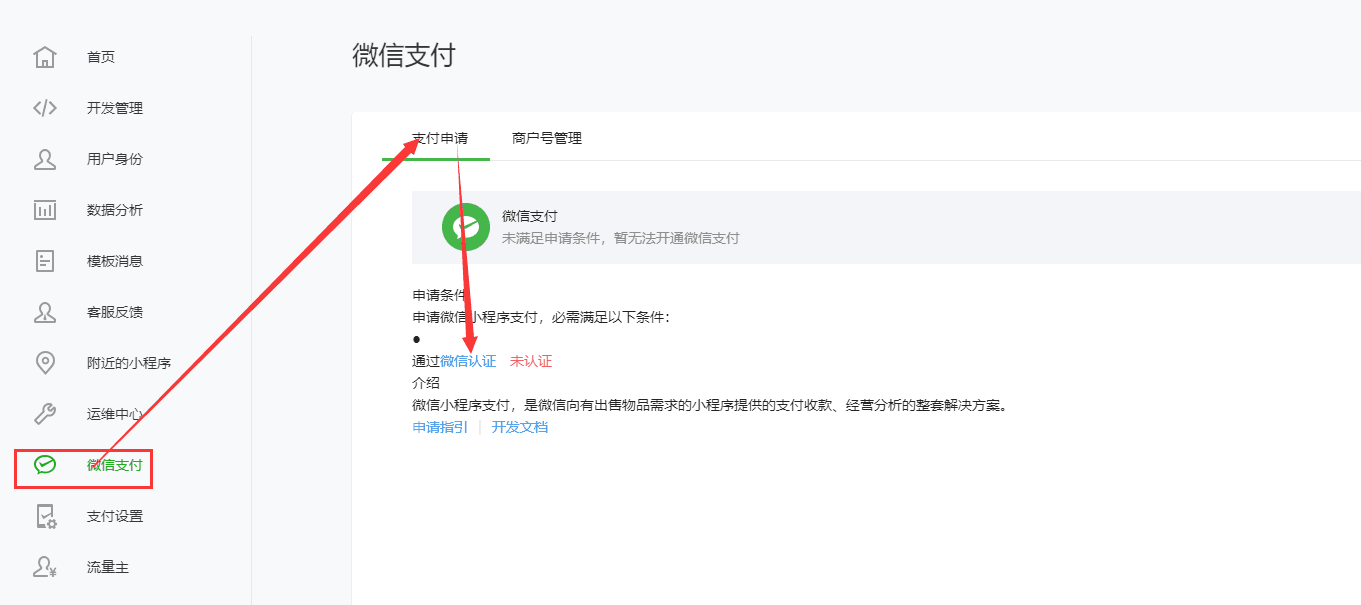 首页
开发管理
用户身份
数据分析
模板消息
客服反馈
附近的小程序
运维中心
微信支付
支付设置
流量主
微信支付
支付申请 商户号管理
微信支付
未满足申请条件，暂无法开通微信支付
申请条件
申请微信小程序支付，必需满足以下条件：
●
通过微信认证 未认证
介绍
微信小程序支付，是微信向有出售物品需求的小程序提供的支付收款、经营分析的整套解决方案。
申请指引 | 开发文档